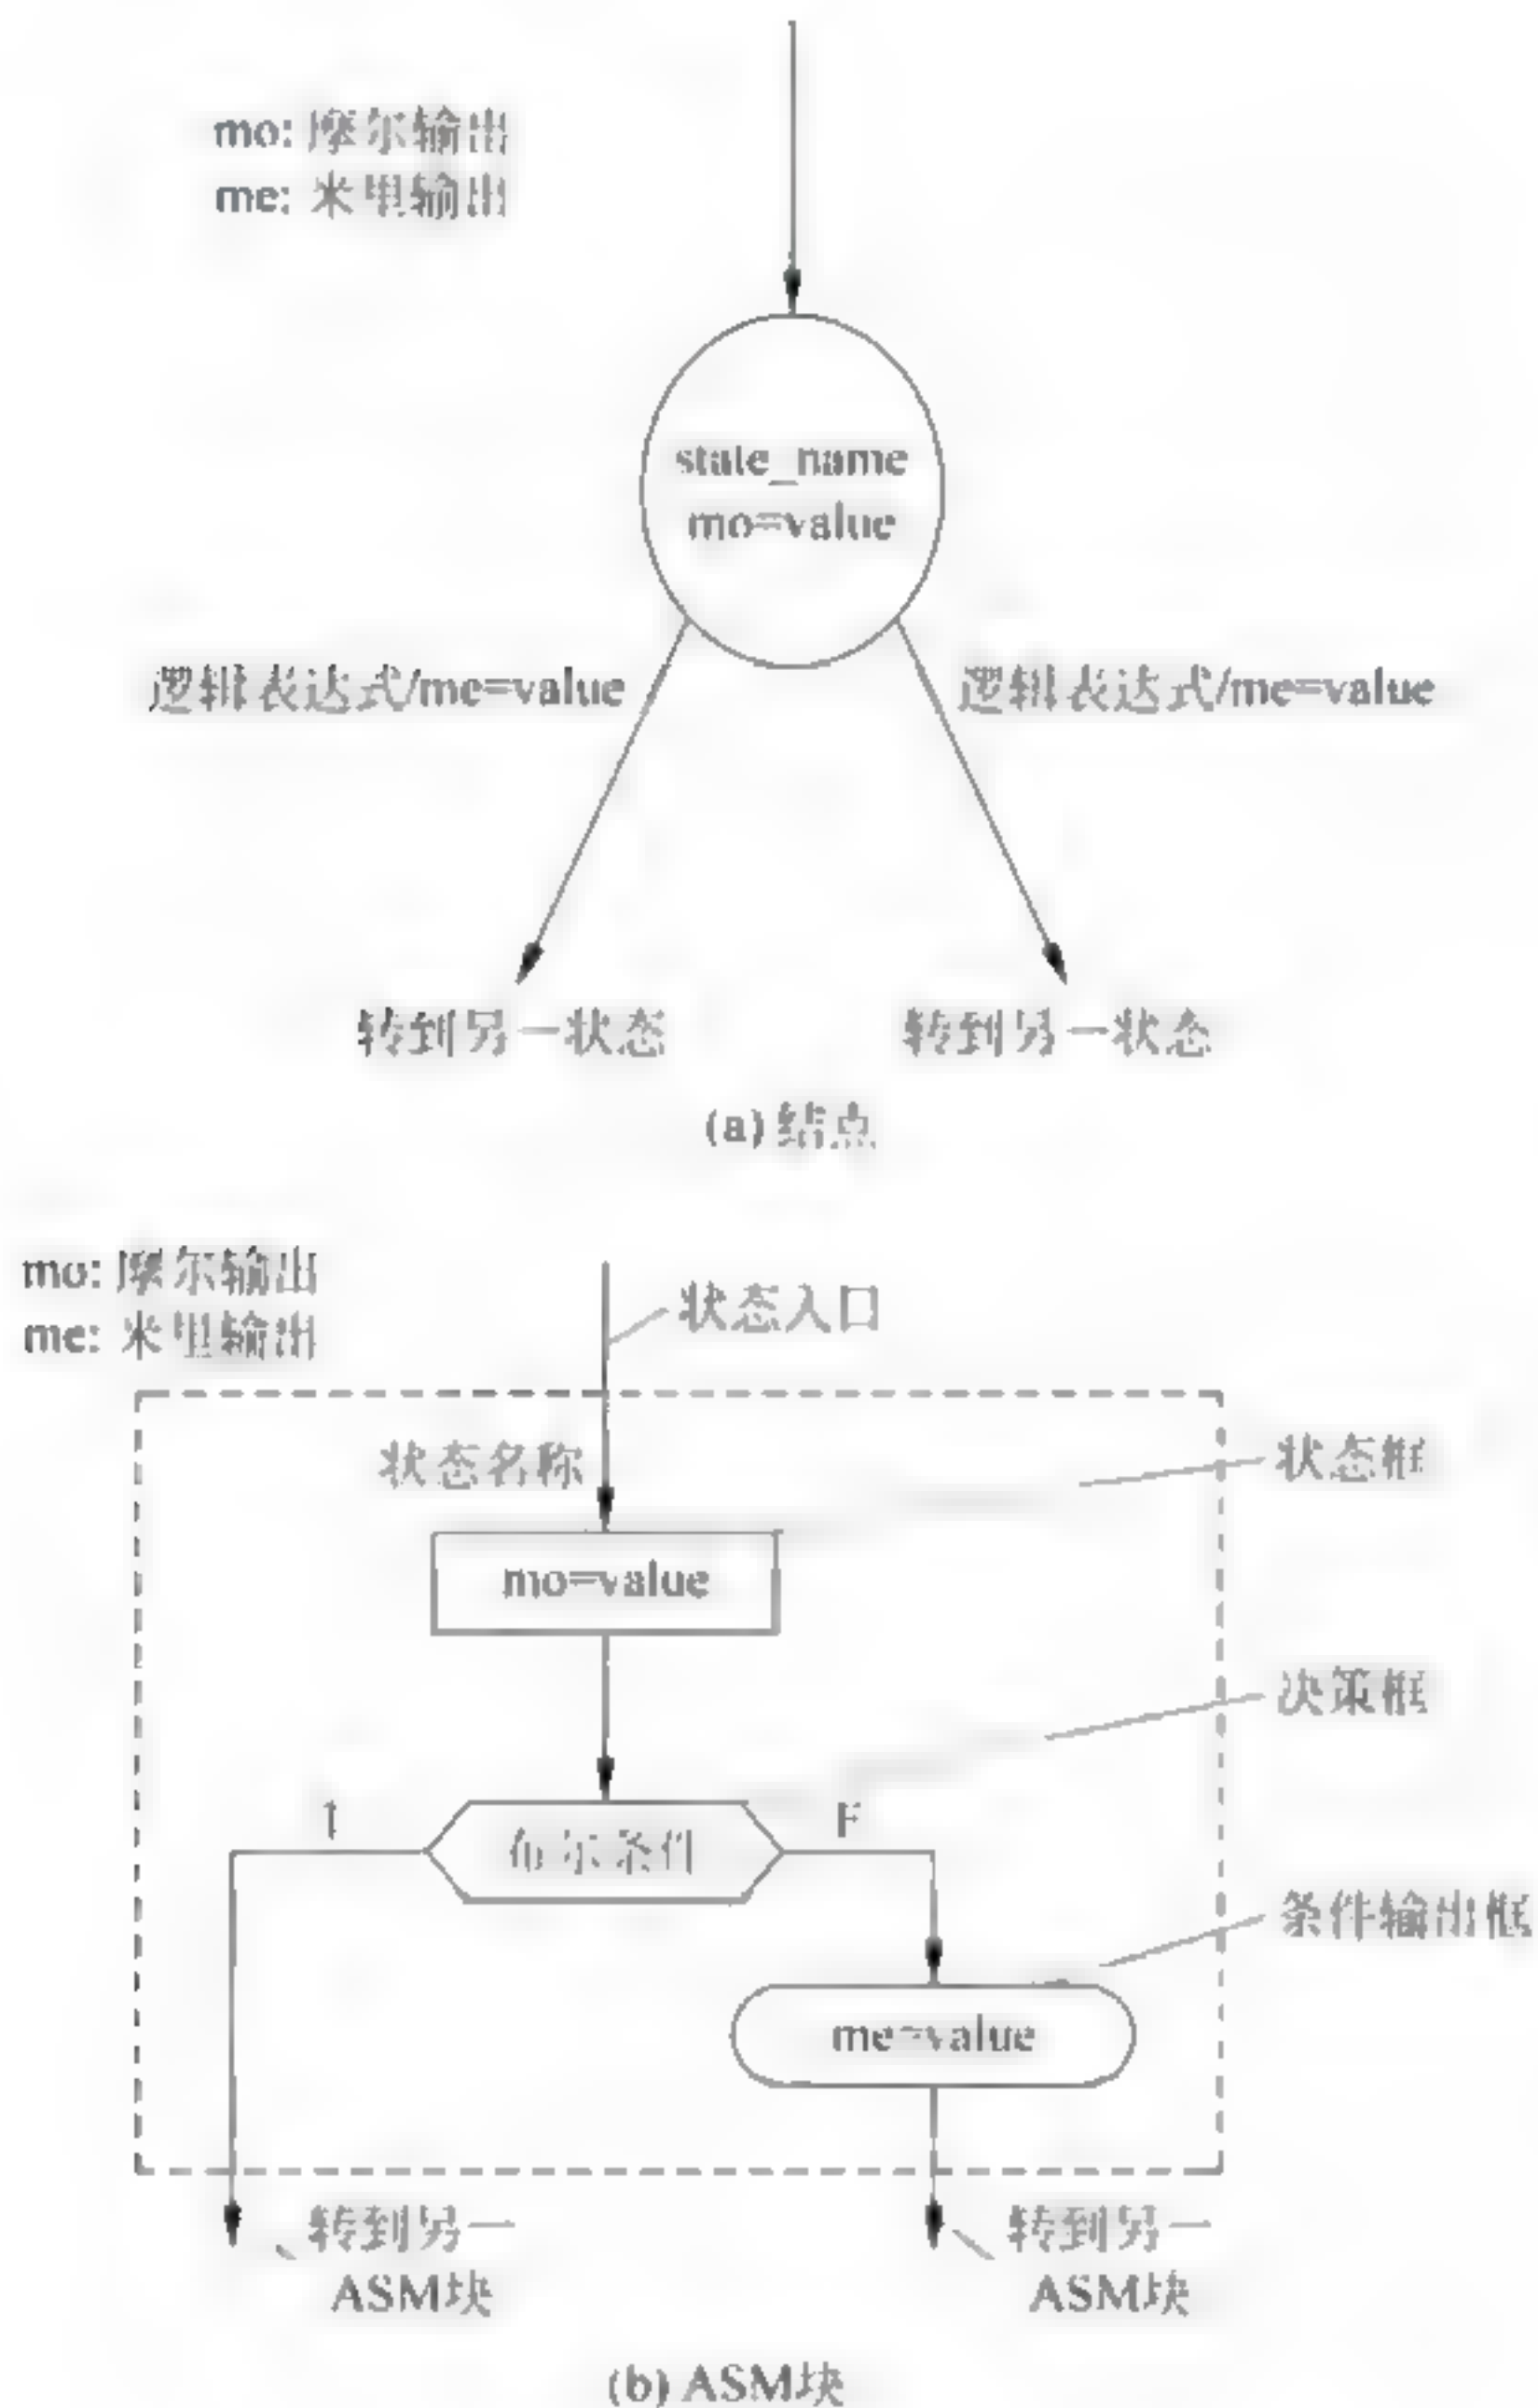 mo: 摩尔输出
me: 米里输出
state_name
mo=value
逻辑表达式/me=value
逻辑表达式/me=value
转到另一状态
转到另一状态
(a) 结点
mo: 摩尔输出
me: 米里输出
状态入口
状态名称
状态框
mo=value
决策框
T
F
布尔条件
条件输出框
me=value
转到另一
ASM块
转到另一
ASM块
(b) ASM块